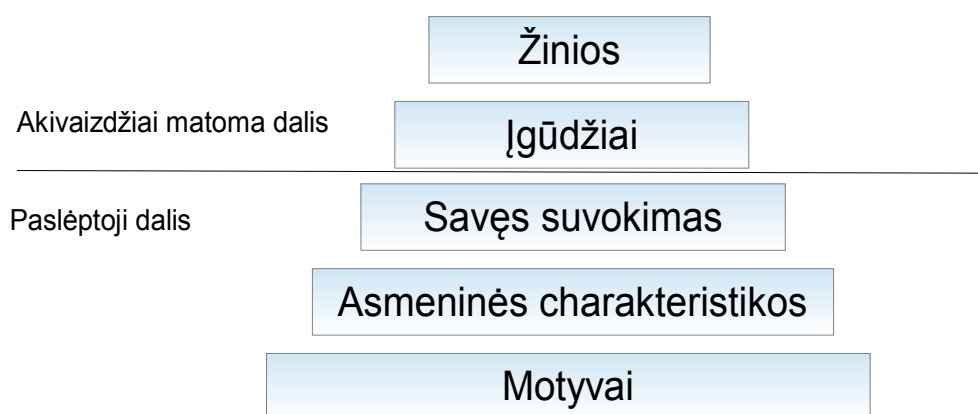 Žinios
Akivaizdžiai matoma dalis
Įgūdžiai
Paslėptoji dalis
Savęs suvokimas
Asmeninės charakteristikos
Motyvai